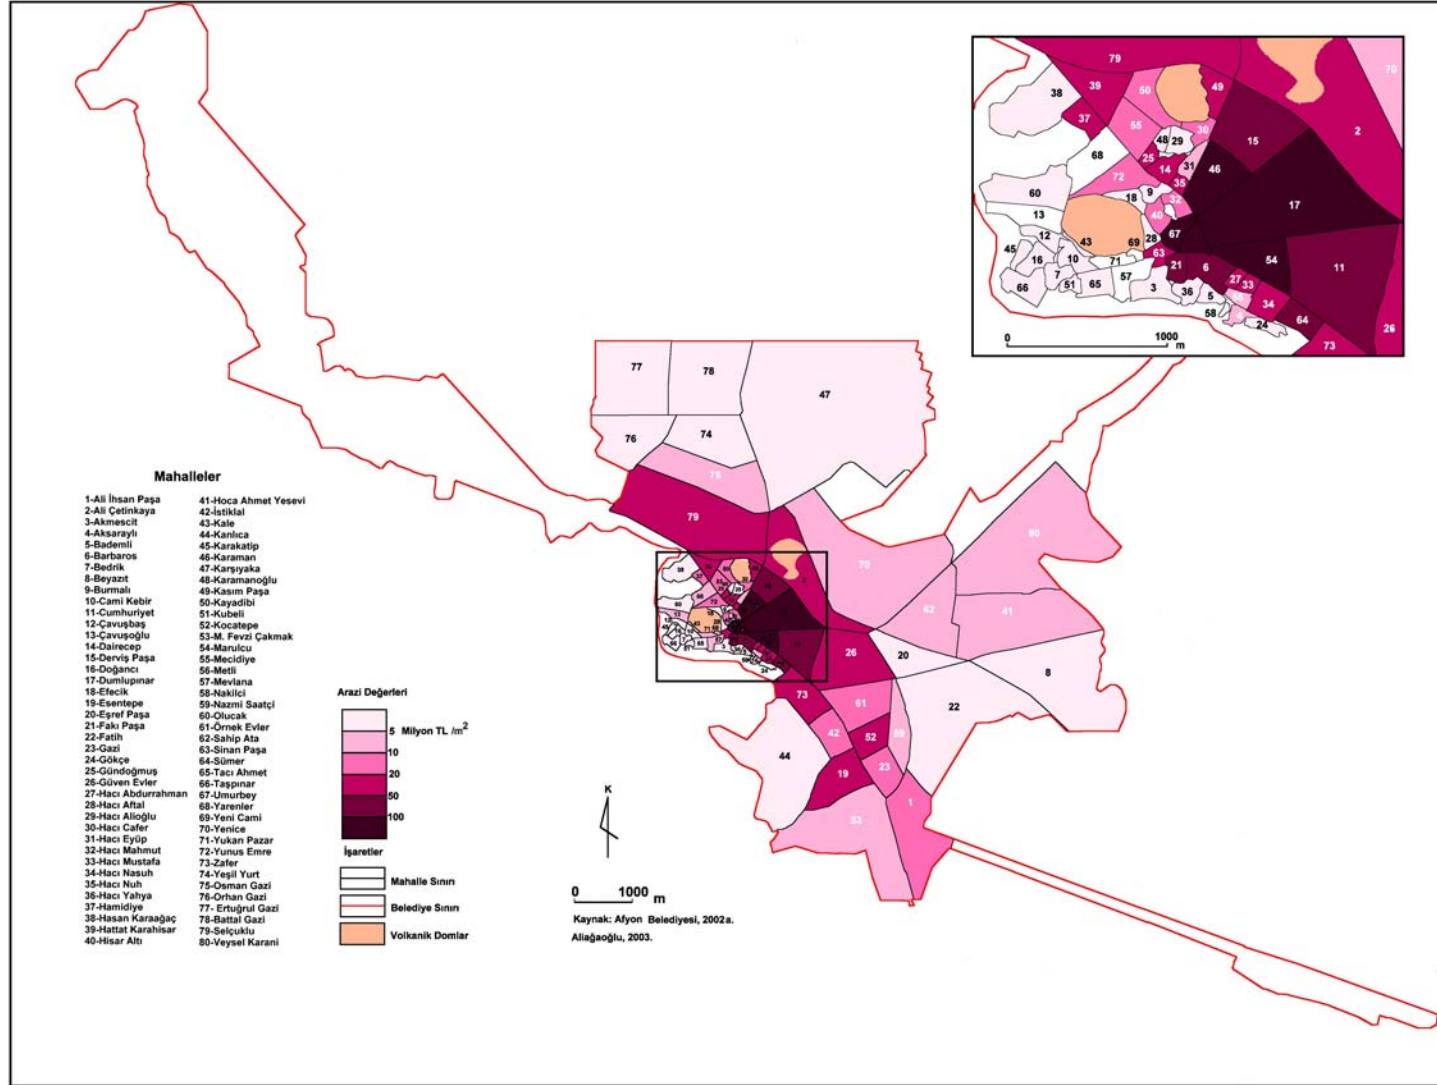 Mahalleler
1-Ali İhsan Paşa
2-Ali Çetinkaya
3-Akmescit
4-Aksaraylı
5-Bademli
6-Barbaros
7-Bedrik
8-Beyazıt
9-Burmalı
10-Cami Kebir
11-Cumhuriyet
12-Çavuşbaş
13-Çavuşoğlu
14-Dairecep
15-Derviş Paşa
16-Doğancı
17-Dumlupınar
18-Efecik
19-Esentepe
20-Eşref Paşa
21-Fakı Paşa
22-Fatih
23-Gazi
24-Gökçe
25-Gündoğmuş
26-Güven Evler
27-Hacı Abdurrahman
28-Hacı Aftal
29-Hacı Alioğlu
30-Hacı Cafer
31-Hacı Eyüp
32-Hacı Mahmut
33-Hacı Mustafa
34-Hacı Nasuh
35-Hacı Nuh
36-Hacı Yahya
37-Hamidiye
38-Hasan Karaağaç
39-Hattat Karahisar
40-Hisar Altı
41-Hoca Ahmet Yesevi
42-İstiklal
43-Kale
44-Kanlıca
45-Karakatip
46-Karaman
47-Karşıyaka
48-Karamanoğlu
49-Kasım Paşa
50-Kayadibi
51-Kubeli
52-Kocatepe
53-M. Fevzi Çakmak
54-Marulcu
55-Mecidiye
56-Metli
57-Mevlana
58-Nakilci
59-Nazmi Saatçi
60-Olucak
61-Örnek Evler
62-Sahip Ata
63-Sinan Paşa
64-Sümer
65-Tacı Ahmet
66-Taşpınar
67-Umurbey
68-Yarenler
69-Yeni Cami
70-Yenice
71-Yukarı Pazar
72-Yunus Emre
73-Zafer
74-Yeşil Yurt
75-Osman Gazi
76-Orhan Gazi
77- Ertuğrul Gazi
78-Battal Gazi
79-Selçuklu
80-Veysel Karani
Arazi Değerleri
5 Milyon TL /m²
10
20
50
100
İşaretler
Mahalle Sınırı
Belediye Sınırı
Volkanik Domlar
K
0 1000 m
Kaynak: Afyon Belediyesi, 2002a.
Aliağaoğlu, 2003.
77
78
47
76
74
75
79
70
80
62
41
26
20
8
22
73
61
42
52
59
44
19
23
1
53
79
70
38
39
50
49
37
55
30
2
15
48
29
68
25
14
31
46
72
35
60
18
9
32
17
13
40
67
12
43
69
28
45
63
16
10
71
21
6
54
11
7
57
27
33
66
51
65
3
36
5
34
58
4
24
64
26
73
0 1000 m